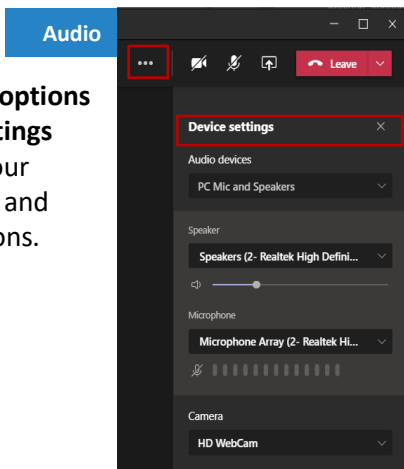 Audio
options
tings
our
and
ons.
Leave
Device settings
Audio devices
PC Mic and Speakers
Speaker
Speakers (2- Realtek High Defini...
Microphone
Microphone Array (2- Realtek Hi...
Camera
HD WebCam